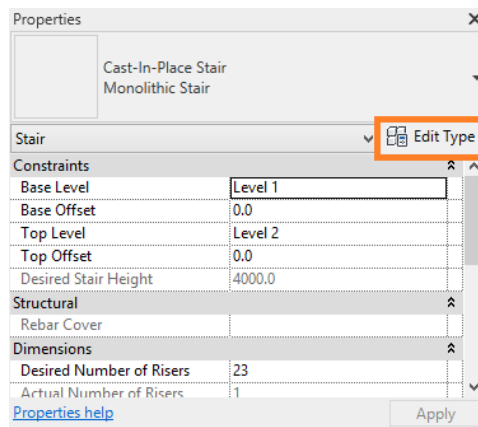 Properties
Cast-In-Place Stair
Monolithic Stair
Stair
Edit Type
Constraints
Base Level Level 1
Base Offset 0.0
Top Level Level 2
Top Offset 0.0
Desired Stair Height 4000.0
Structural
Rebar Cover
Dimensions
Desired Number of Risers 23
Actual Number of Risers 1
Properties help
Apply